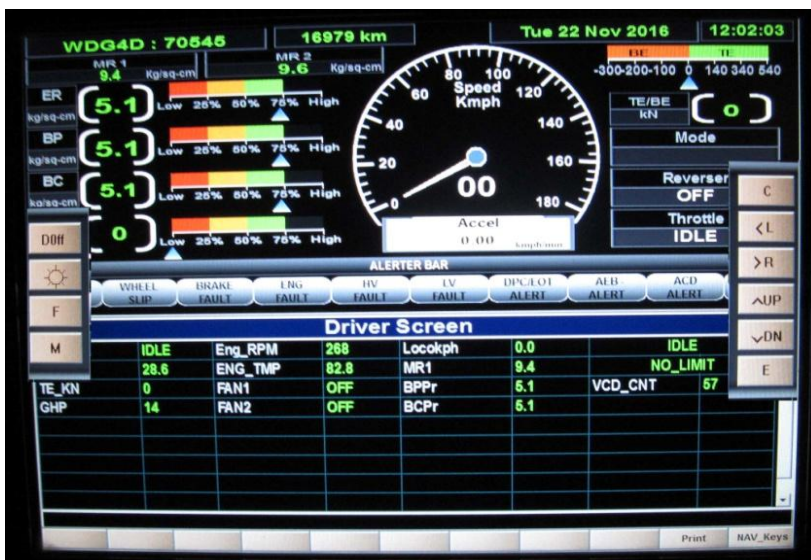 WDG4D : 70545 16979 km Tue 22 Nov 2016 12:02:03
MR 1 MR 2
9.4 Kg/sq-cm 9.6 Kg/sq-cm
BE TE
-300-200-100 0 140 340 540
ER
kg/sq-cm
5.1
Low 25% 50% 75% High
BP
kg/sq-cm
5.1
Low 25% 50% 75% High
BC
kg/sq-cm
5.1
Low 25% 50% 75% High
0
Low 25% 50% 75% High
Speed
Kmph
0 20 40 60 80 100 120 140 160 180
00
Accel
0.00 kmph/min
TE/BE
kN
0
Mode
Reverser
OFF
Throttle
IDLE
DOff
F
M
C
<L
>R
UP
DN
E
ALERTER BAR
WHEEL SLIP
BRAKE FAULT
ENG FAULT
HV FAULT
LV FAULT
DPC/EOT ALERT
AEB ALERT
ACD ALERT
Driver Screen
IDLE Eng_RPM 268 Locokph 0.0 IDLE
28.6 ENG_TMP 82.8 MR1 9.4 NO_LIMIT
TE_KN 0 FAN1 OFF BPPr 5.1 VCD_CNT 57
GHP 14 FAN2 OFF BCPr 5.1
Print NAV_Keys